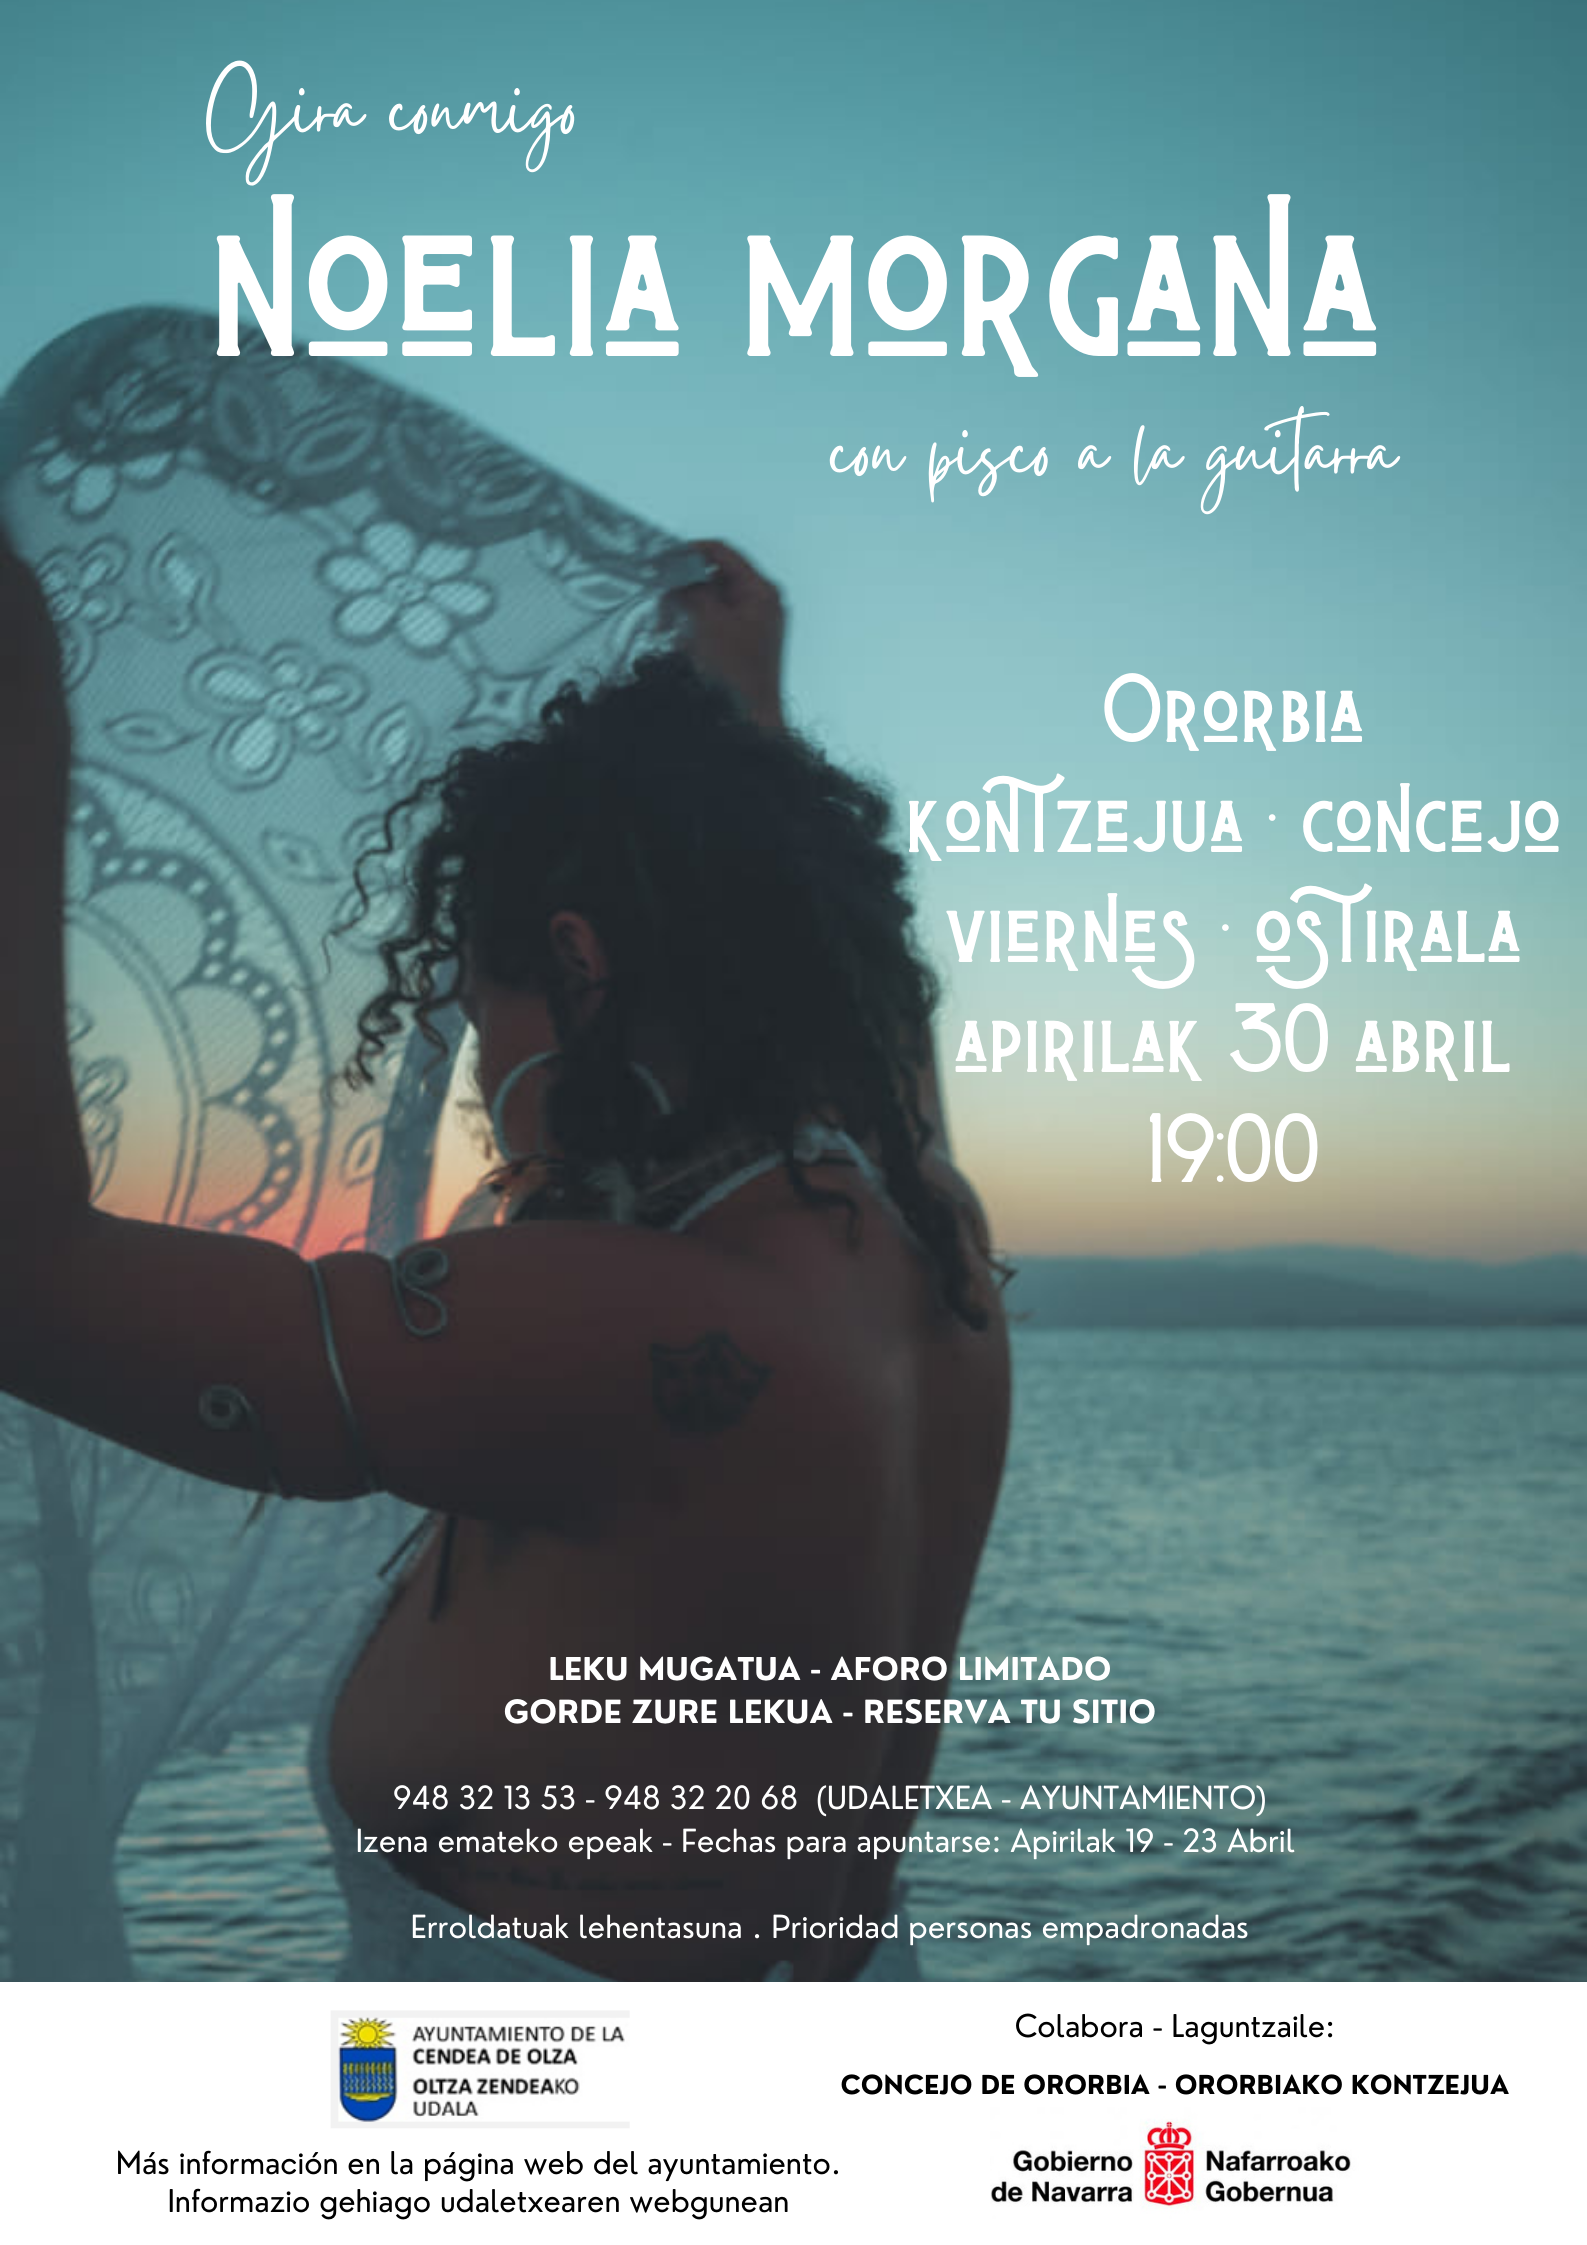 Gira conmigo
NOELIA MORGANA
con pisco a la guitarra
ORORBIA
KONTZEJUA · CONCEJO
VIERNES · OSTIRALA
APIRILAK 30 ABRIL
19:00
LEKU MUGATUA - AFORO LIMITADO
GORDE ZURE LEKUA - RESERVA TU SITIO
948 32 13 53 - 948 32 20 68 (UDALETXEA - AYUNTAMIENTO)
Izena emateko epeak - Fechas para apuntarse: Apirilak 19 - 23 Abril
Erroldatuak lehentasuna . Prioridad personas empadronadas
AYUNTAMIENTO DE LA
CENDEA DE OLZA
OLTZA ZENDEAKO
UDALA
Más información en la página web del ayuntamiento.
Informazio gehiago udaletxearen webgunean
Colabora - Laguntzaile:
CONCEJO DE ORORBIA - ORORBIAKO KONTZEJUA
Gobierno
de Navarra
Nafarroako
Gobernua